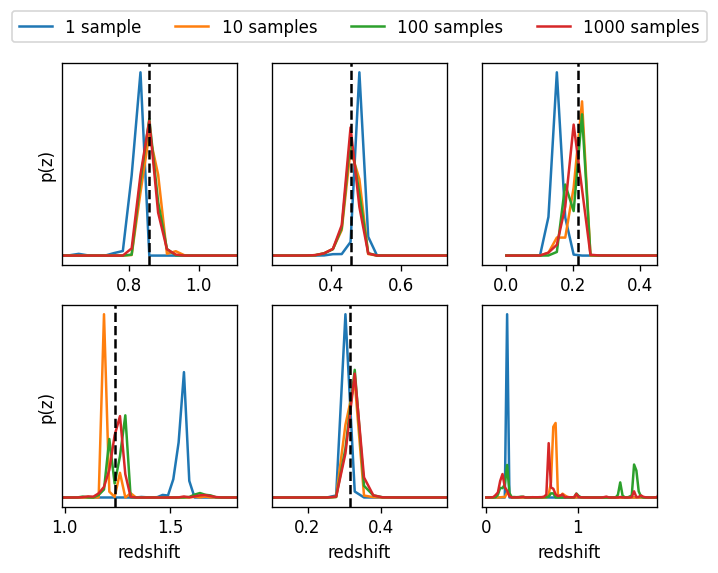 1 sample 10 samples 100 samples 1000 samples
p(z)
0.8 1.0
0.4 0.6
0.0 0.2 0.4
p(z)
1.0 1.5
0.2 0.4
0 1
redshift redshift redshift